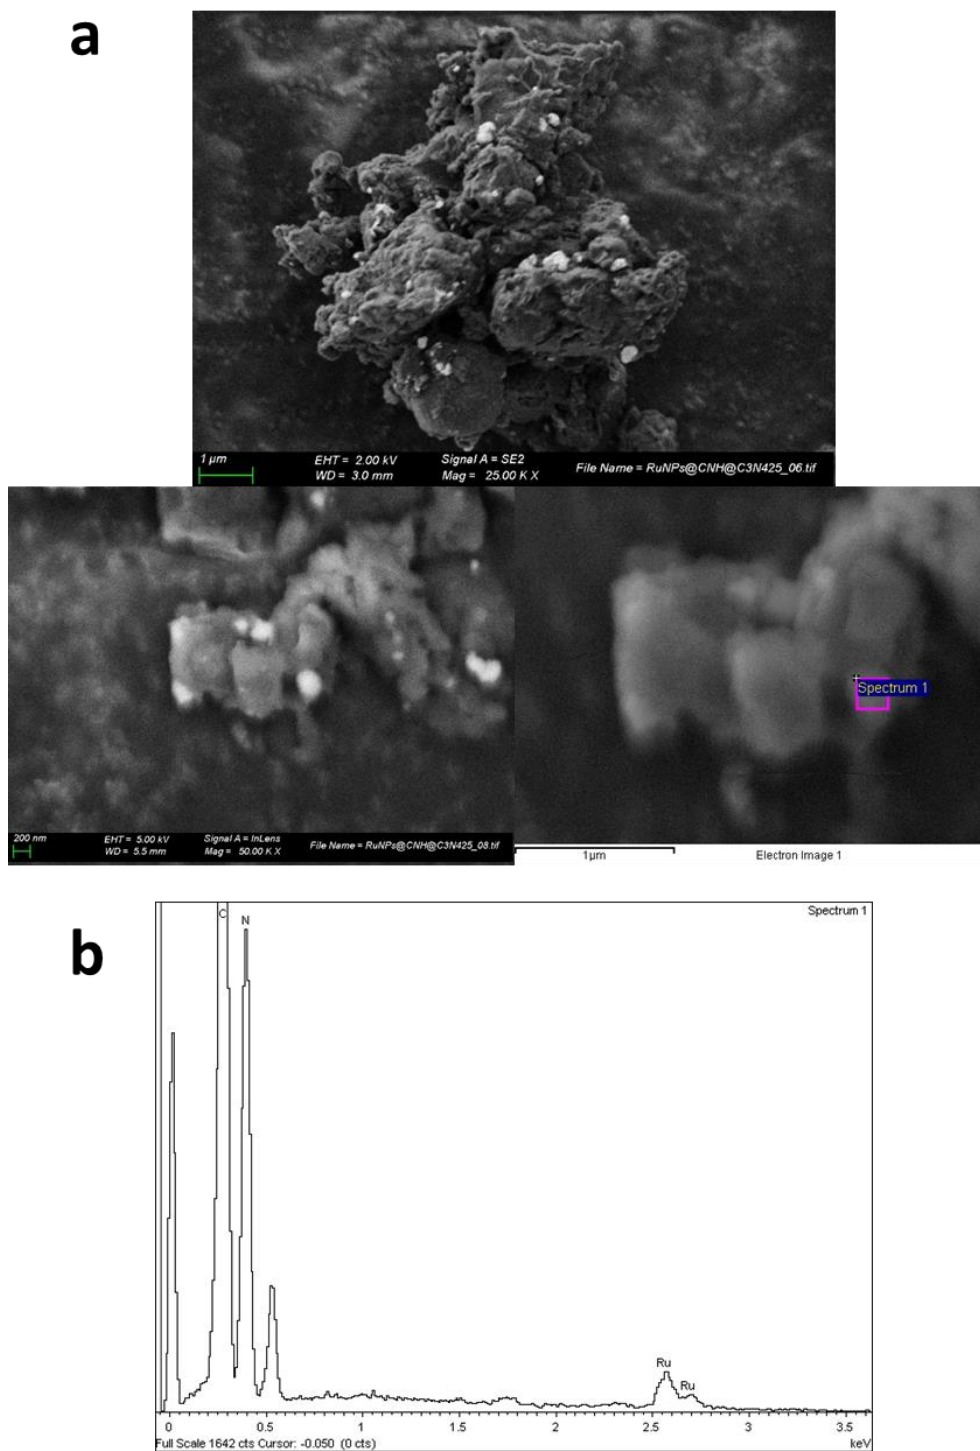 a
1 µm
EHT = 2.00 kV
WD = 3.0 mm
Signal A = SE2
Mag = 25.00 K X
File Name = RuNPs@CNH@C3N425_06.tif
200 nm
EHT = 5.00 kV
WD = 5.5 mm
Signal A = InLens
Mag = 50.00 K X
File Name = RuNPs@CNH@C3N425_08.tif
Spectrum 1
1µm
Electron Image 1
b
Spectrum 1
C
N
Ru
Ru
0 0.5 1 1.5 2 2.5 3 3.5
Full Scale 1642 cts Cursor: -0.050 (0 cts)
keV